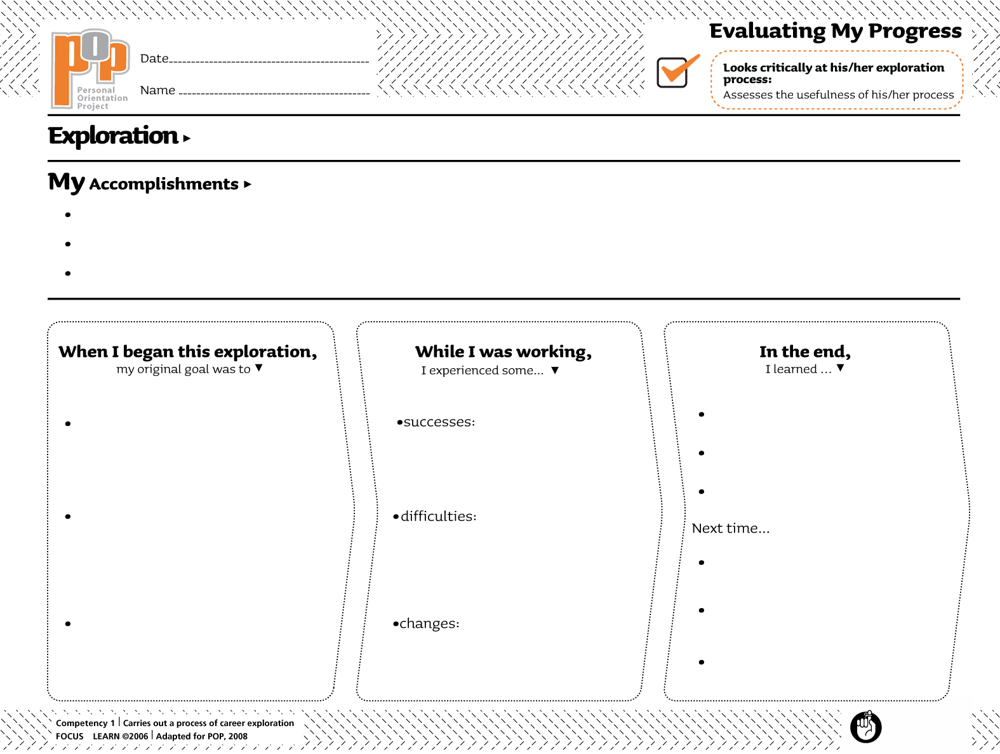 pop
Personal
Orientation
Project
Date
Name
Evaluating My Progress
Looks critically at his/her exploration
process:
Assesses the usefulness of his/her process
Exploration ▸
My Accomplishments ▸
•
•
•
When I began this exploration,
my original goal was to ▼
•
•
•
While I was working,
I experienced some... ▼
•successes:
•difficulties:
•changes:
In the end,
I learned ... ▼
•
•
•
Next time...
•
•
•
Competency 1 | Carries out a process of career exploration
FOCUS LEARN ©2006 | Adapted for POP, 2008